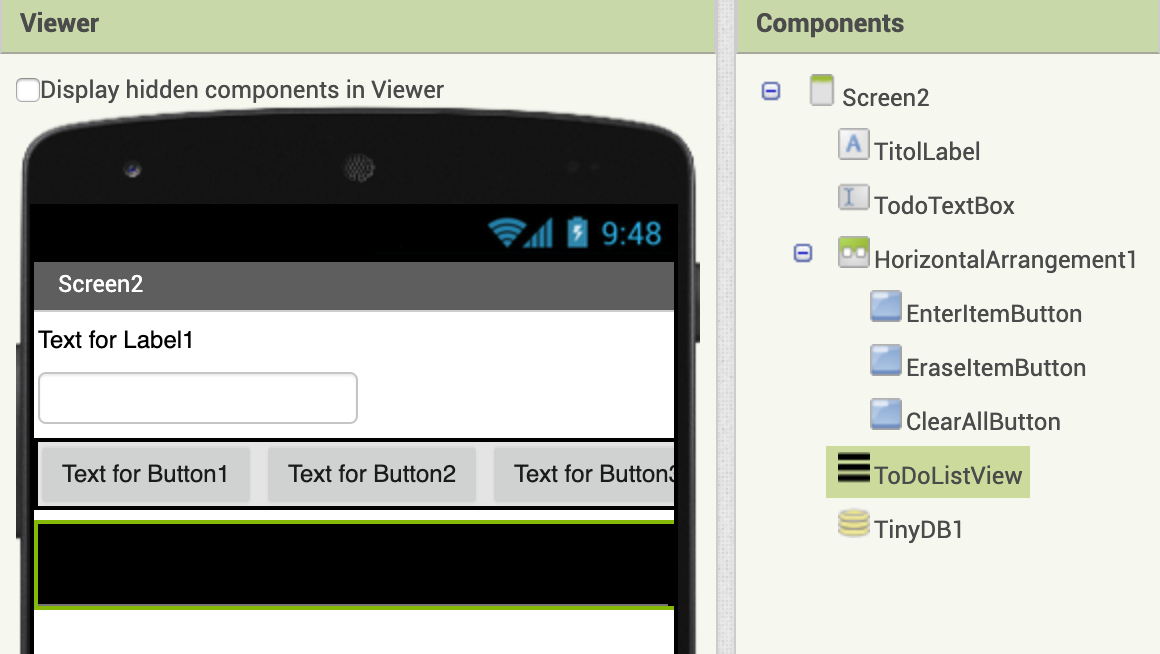 Viewer
Display hidden components in Viewer
9:48
Screen2
Text for Label1
Text for Button1
Text for Button2
Text for Button3
Components
Screen2
A TitolLabel
TodoTextBox
HorizontalArrangement1
EnterItemButton
EraseItemButton
ClearAllButton
ToDoListView
TinyDB1